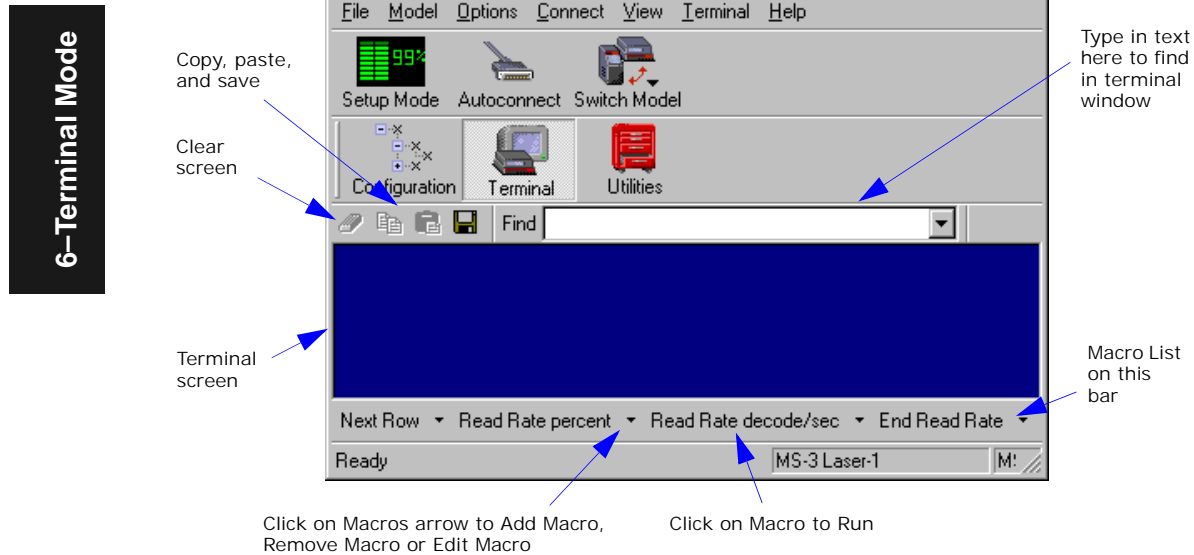 6–Terminal Mode
File Model Options Connect View Terminal Help
Copy, paste,
and save
99%
Setup Mode Autoconnect Switch Model
Type in text
here to find
in terminal
window
Clear
screen
Configuration Terminal Utilities
Find
Terminal
screen
Macro List
on this
bar
Next Row Read Rate percent Read Rate decode/sec End Read Rate
Ready MS-3 Laser-1
Click on Macros arrow to Add Macro,
Remove Macro or Edit Macro
Click on Macro to Run